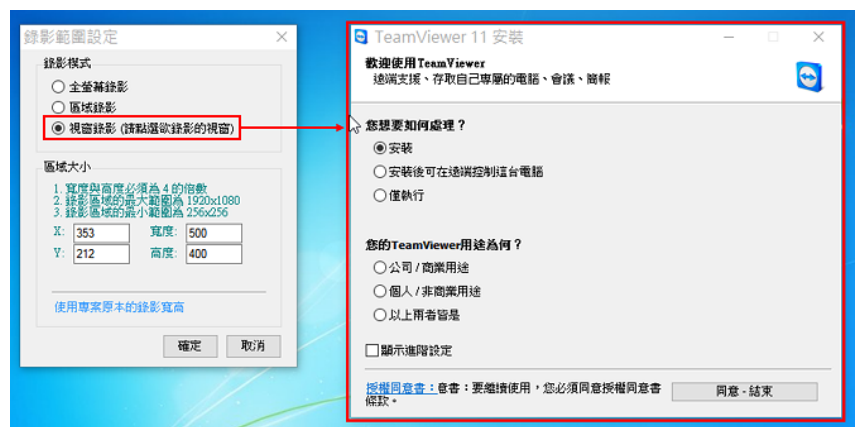 錄影範圍設定
錄影模式
全螢幕錄影
區域錄影
視窗錄影 (請點選欲錄影的視窗)
區域大小
1. 寬度與高度必須為 4 的倍數
2. 錄影區域的最大範圍為 1920x1080
3. 錄影區域的最小範圍為 256x256
X: 353 寬度: 500
Y: 212 高度: 400
使用專案原本的錄影寬高
確定 取消
TeamViewer 11 安裝
歡迎使用TeamViewer
遠端支援、存取自己專屬的電腦、會議、簡報
您想要如何處理？
安裝
安裝後可在遠端控制這台電腦
僅執行
您的TeamViewer用途為何？
公司 / 商業用途
個人 / 非商業用途
以上兩者皆是
顯示進階設定
授權同意書：意書：要繼續使用，您必須同意授權同意書
條款。
同意 - 結束